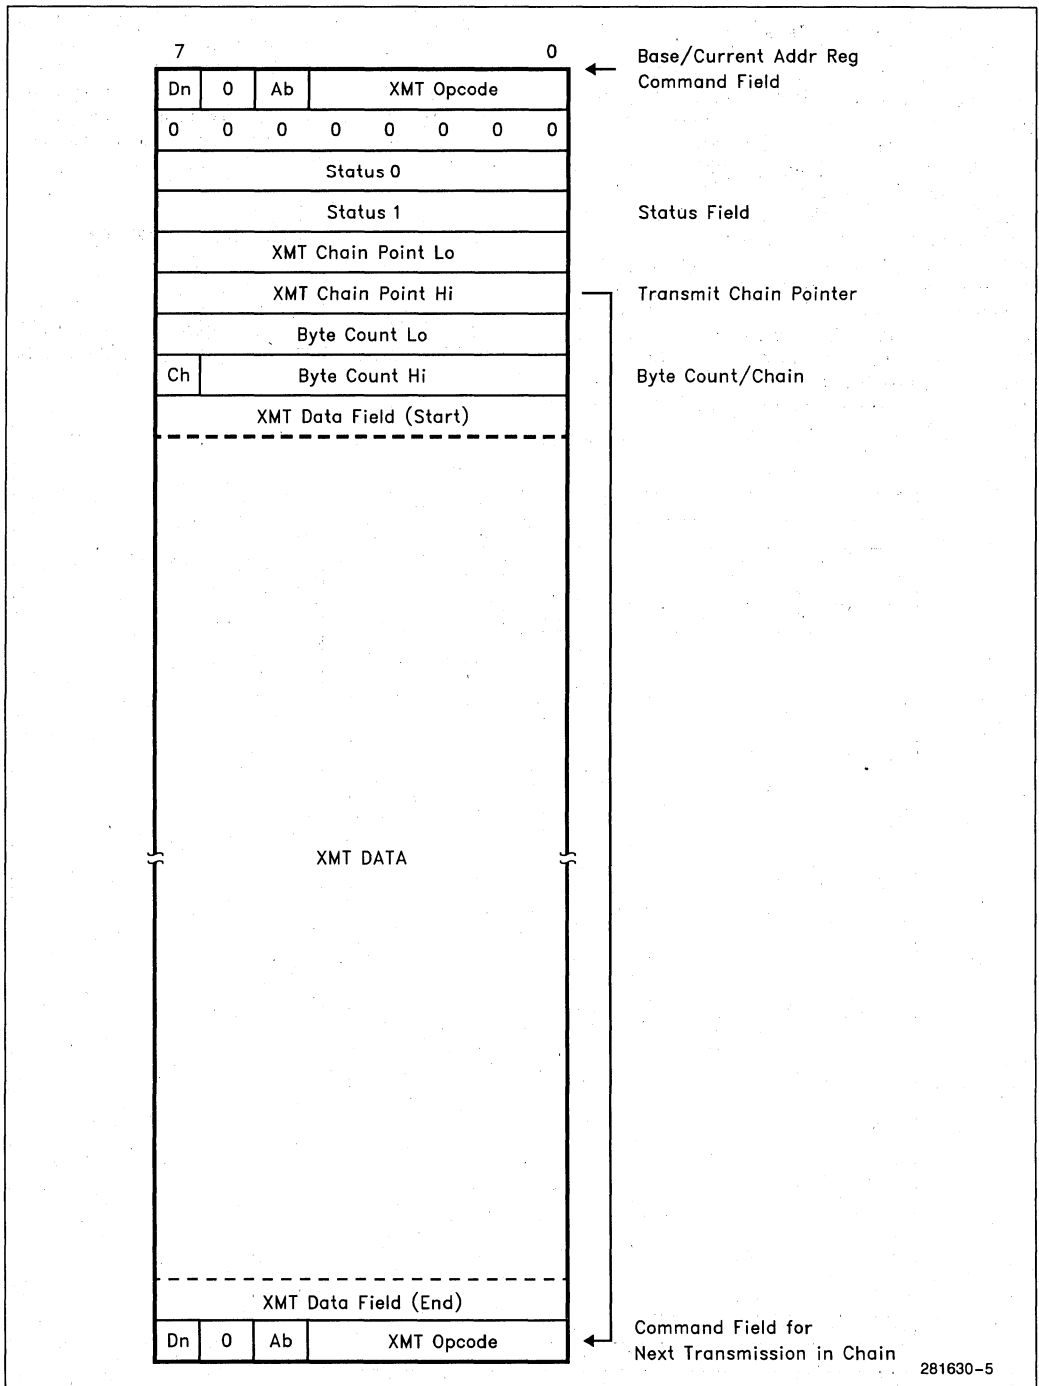 7 0
Base/Current Addr Reg
Command Field
Dn 0 Ab XMT Opcode
0 0 0 0 0 0 0 0
Status 0
Status 1
Status Field
XMT Chain Point Lo
XMT Chain Point Hi
Transmit Chain Pointer
Byte Count Lo
Ch Byte Count Hi
Byte Count/Chain
XMT Data Field (Start)
XMT DATA
XMT Data Field (End)
Dn 0 Ab XMT Opcode
Command Field for
Next Transmission in Chain
281630-5